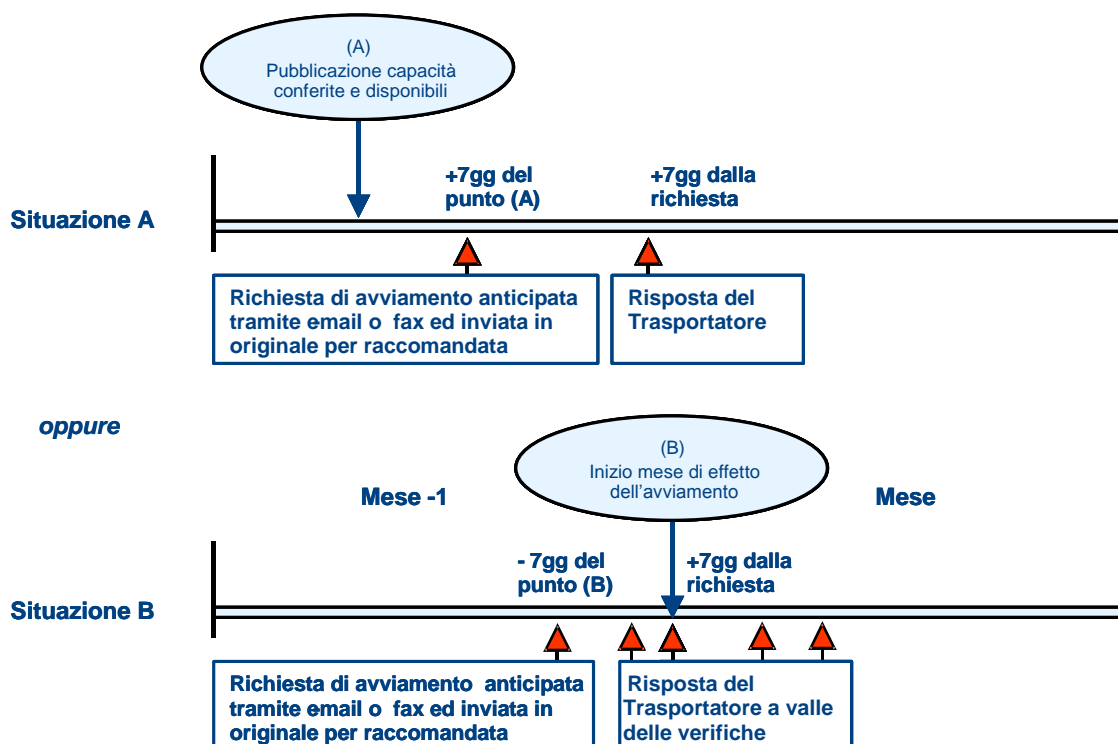 (A)
Pubblicazione capacità
conferite e disponibili
+7gg del
punto (A)
+7gg dalla
richiesta
Situazione A
Richiesta di avviamento anticipata
tramite email o fax ed inviata in
originale per raccomandata
Risposta del
Trasportatore
oppure
(B)
Inizio mese di effetto
dell'avviamento
Mese -1
Mese
- 7gg del
punto (B)
+7gg dalla
richiesta
Situazione B
Richiesta di avviamento anticipata
tramite email o fax ed inviata in
originale per raccomandata
Risposta del
Trasportatore a valle
delle verifiche